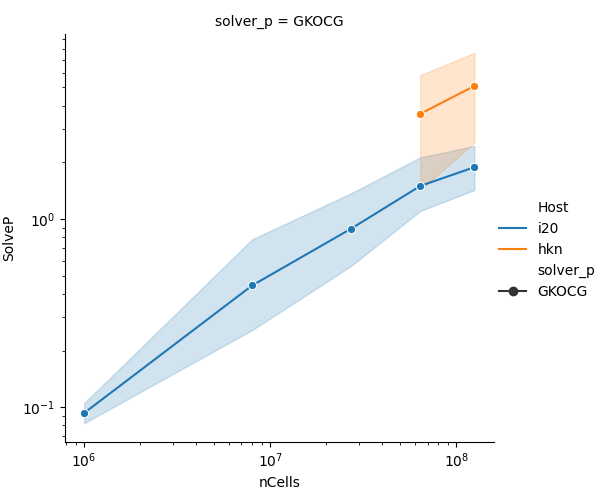 solver_p = GKOCG
SolveP
10⁰
10⁻¹
10⁶
10⁷
10⁸
nCells
Host
i20
hkn
solver_p
GKOCG